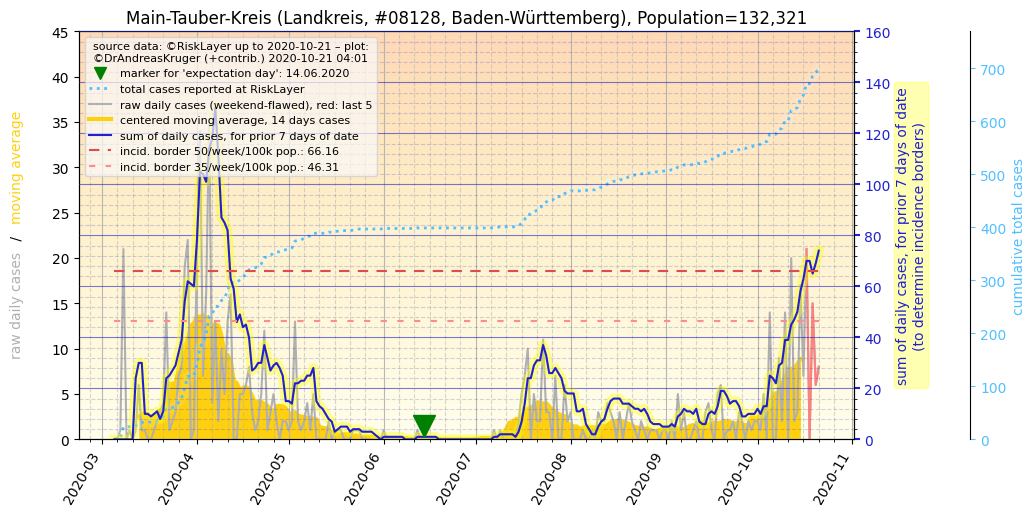 Main-Tauber-Kreis (Landkreis, #08128, Baden-Württemberg), Population=132,321
source data: ©RiskLayer up to 2020-10-21 – plot:
©DrAndreasKruger (+contrib.) 2020-10-21 04:01
marker for 'expectation day': 14.06.2020
total cases reported at RiskLayer
raw daily cases (weekend-flawed), red: last 5
centered moving average, 14 days cases
sum of daily cases, for prior 7 days of date
incid. border 50/week/100k pop.: 66.16
incid. border 35/week/100k pop.: 46.31
raw daily cases / moving average
45
40
35
30
25
20
15
10
5
0
2020-03
2020-04
2020-05
2020-06
2020-07
2020-08
2020-09
2020-10
2020-11
160
140
120
100
80
60
40
20
0
sum of daily cases, for prior 7 days of date
(to determine incidence borders)
700
600
500
400
300
200
100
0
cumulative total cases